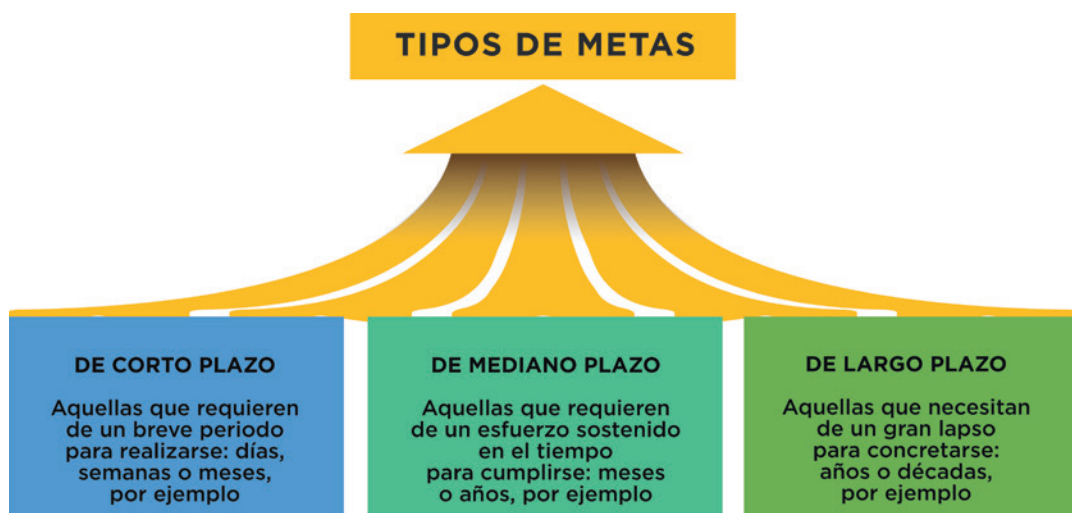 TIPOS DE METAS
DE CORTO PLAZO
Aquellas que requieren
de un breve periodo
para realizarse: días,
semanas o meses,
por ejemplo
DE MEDIANO PLAZO
Aquellas que requieren
de un esfuerzo sostenido
en el tiempo
para cumplirse: meses
o años, por ejemplo
DE LARGO PLAZO
Aquellas que necesitan
de un gran lapso
para concretarse:
años o décadas,
por ejemplo